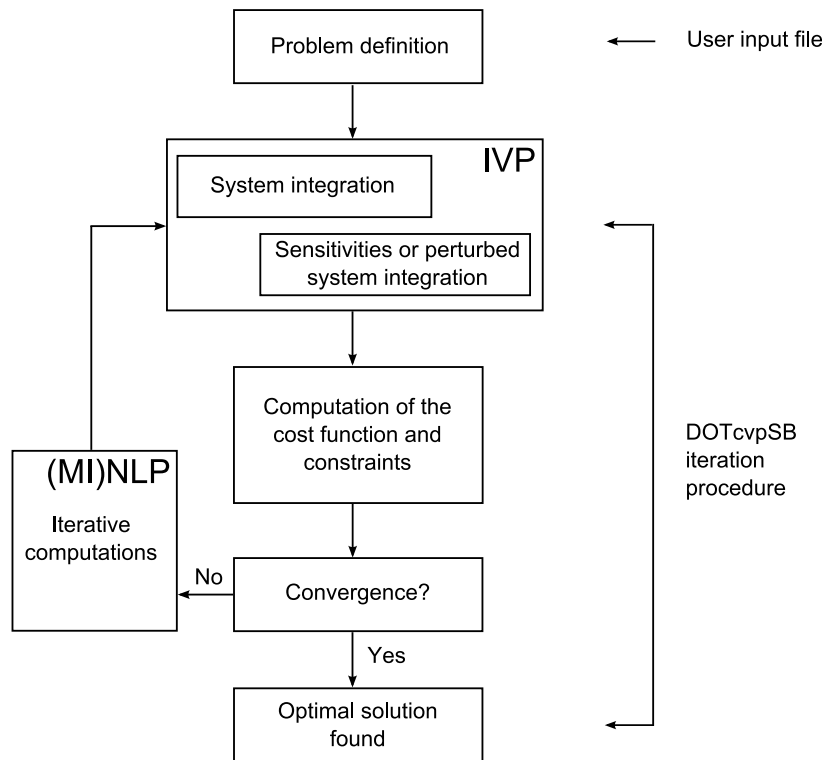 Problem definition
User input file
IVP
System integration
Sensitivities or perturbed
system integration
Computation of the
cost function and
constraints
DOTcvpSB
iteration
procedure
(MI)NLP
Iterative
computations
No
Convergence?
Yes
Optimal solution
found